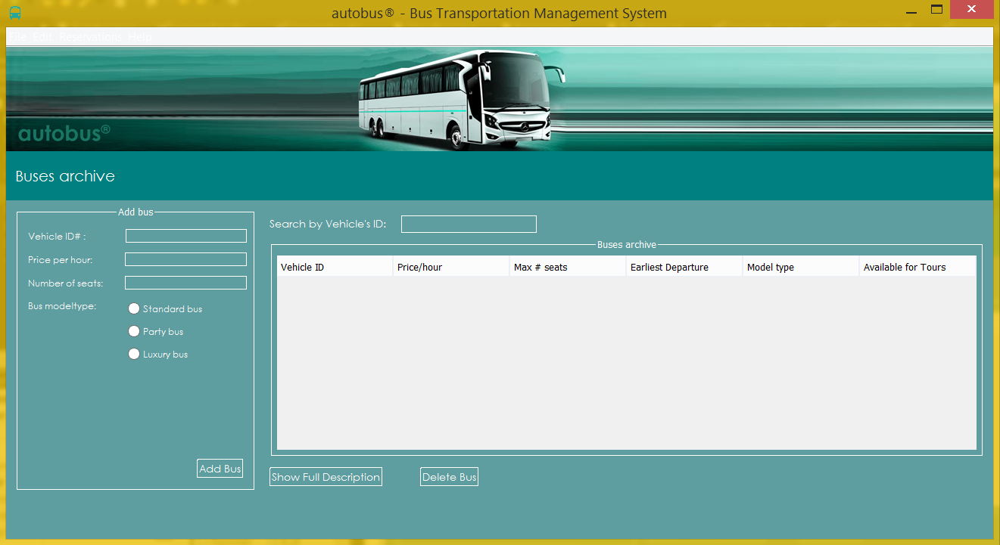 autobus® - Bus Transportation Management System
File Edit Reservations Help
autobus®
Buses archive
Add bus
Vehicle ID# :
Price per hour:
Number of seats:
Bus modeltype:
Standard bus
Party bus
Luxury bus
Add Bus
Search by Vehicle's ID:
Buses archive
Vehicle ID Price/hour Max # seats Earliest Departure Model type Available for Tours
Show Full Description Delete Bus